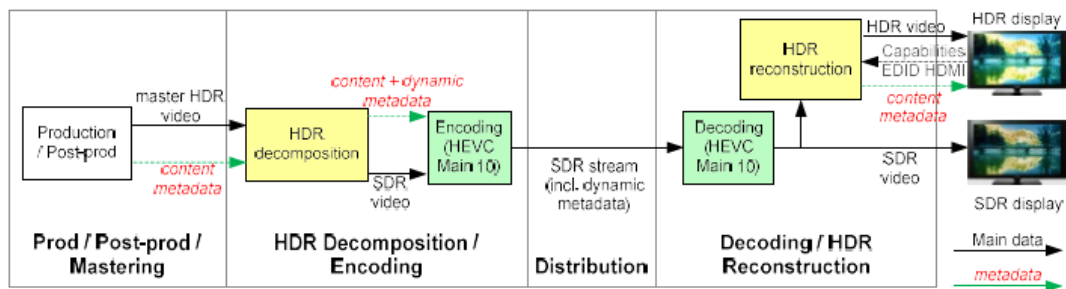 Production
/ Post-prod
master HDR
video
content
metadata
Prod / Post-prod /
Mastering
HDR
decomposition
content + dynamic
metadata
SDR
video
Encoding
(HEVC
Main 10)
HDR Decomposition /
Encoding
SDR stream
(incl. dynamic
metadata)
Distribution
Decoding
(HEVC
Main 10)
HDR
reconstruction
Decoding / HDR
Reconstruction
HDR video
Capabilities
EDID HDMI
content
metadata
SDR
video
HDR display
SDR display
Main data
metadata